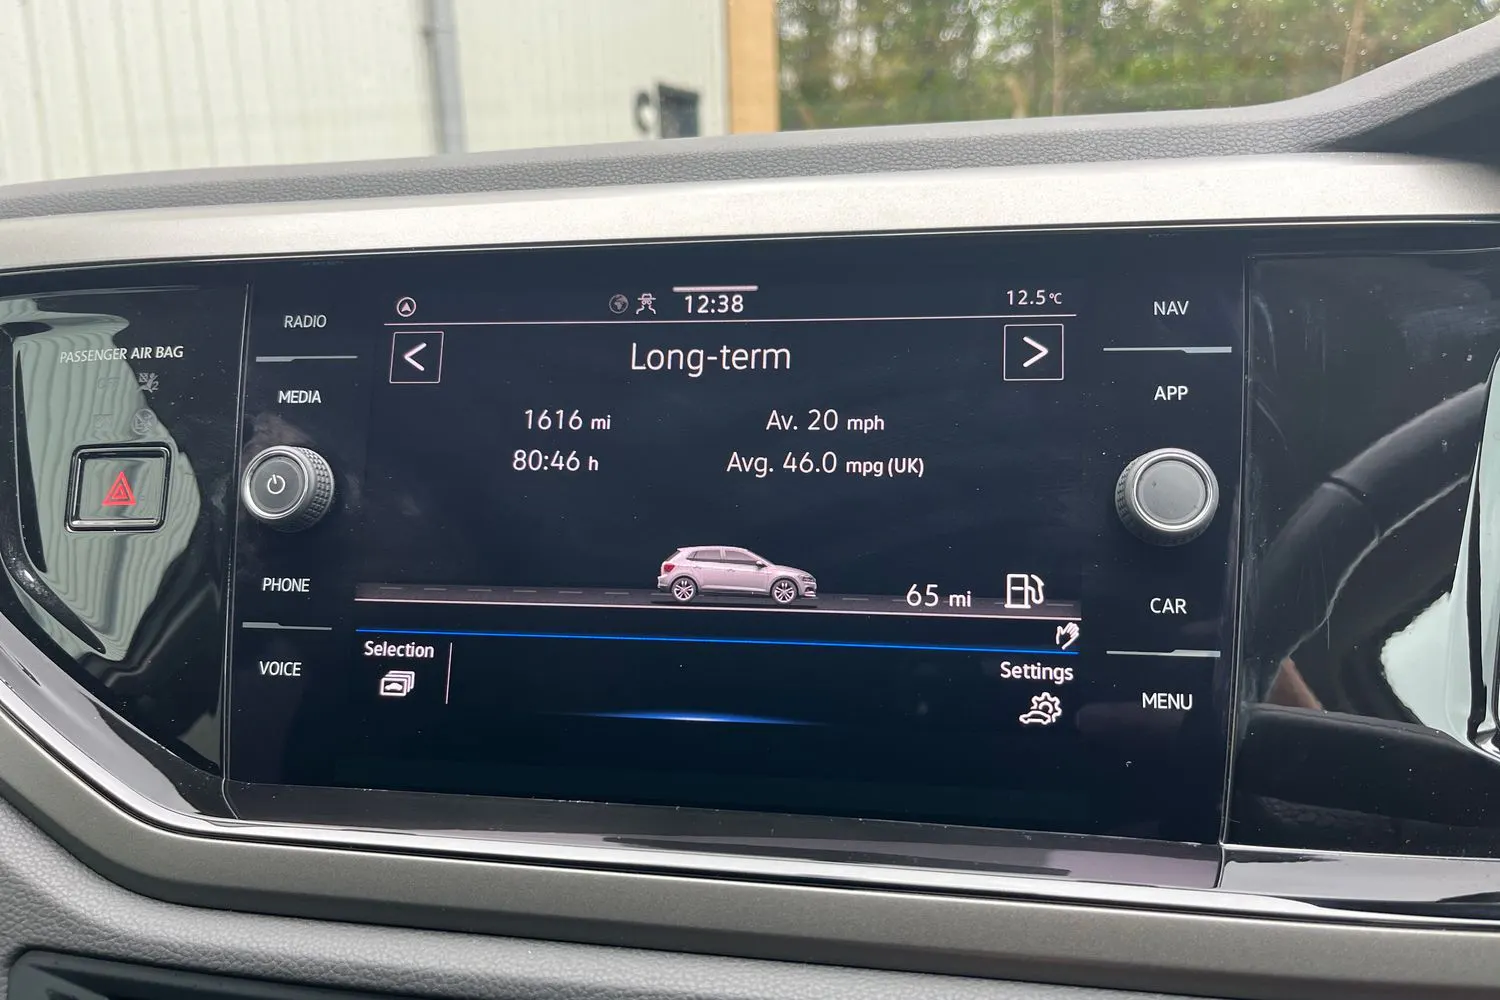 12:38
12.5°C
RADIO
NAV
PASSENGER AIR BAG
Long-term
MEDIA
APP
1616 mi
Av. 20 mph
80:46 h
Avg. 46.0 mpg (UK)
PHONE
65 mi
CAR
Selection
VOICE
Settings
MENU